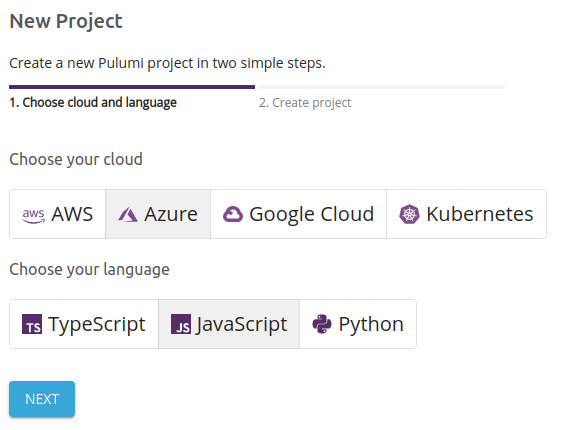 New Project
Create a new Pulumi project in two simple steps.
1. Choose cloud and language 2. Create project
Choose your cloud
aws AWS Azure Google Cloud Kubernetes
Choose your language
TS TypeScript JS JavaScript Python
NEXT